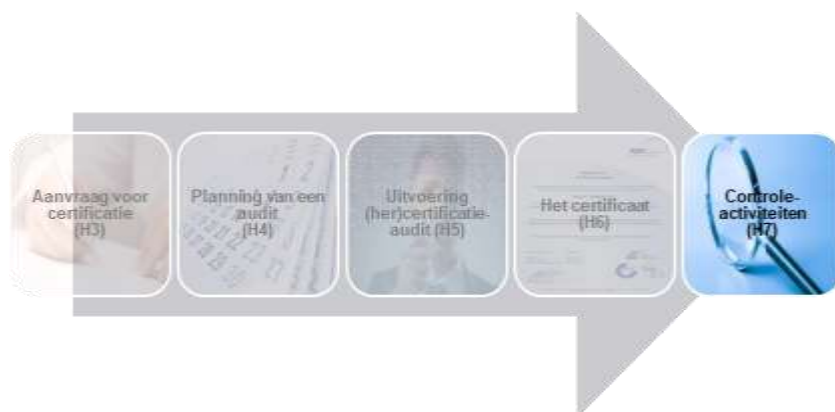 Aanvraag voor
certificatie
(H3)
Planning van een
audit
(H4)
Uitvoering
(her)certificatie-
audit (H5)
Het certificaat
(H6)
Controle-
activiteiten
(H7)